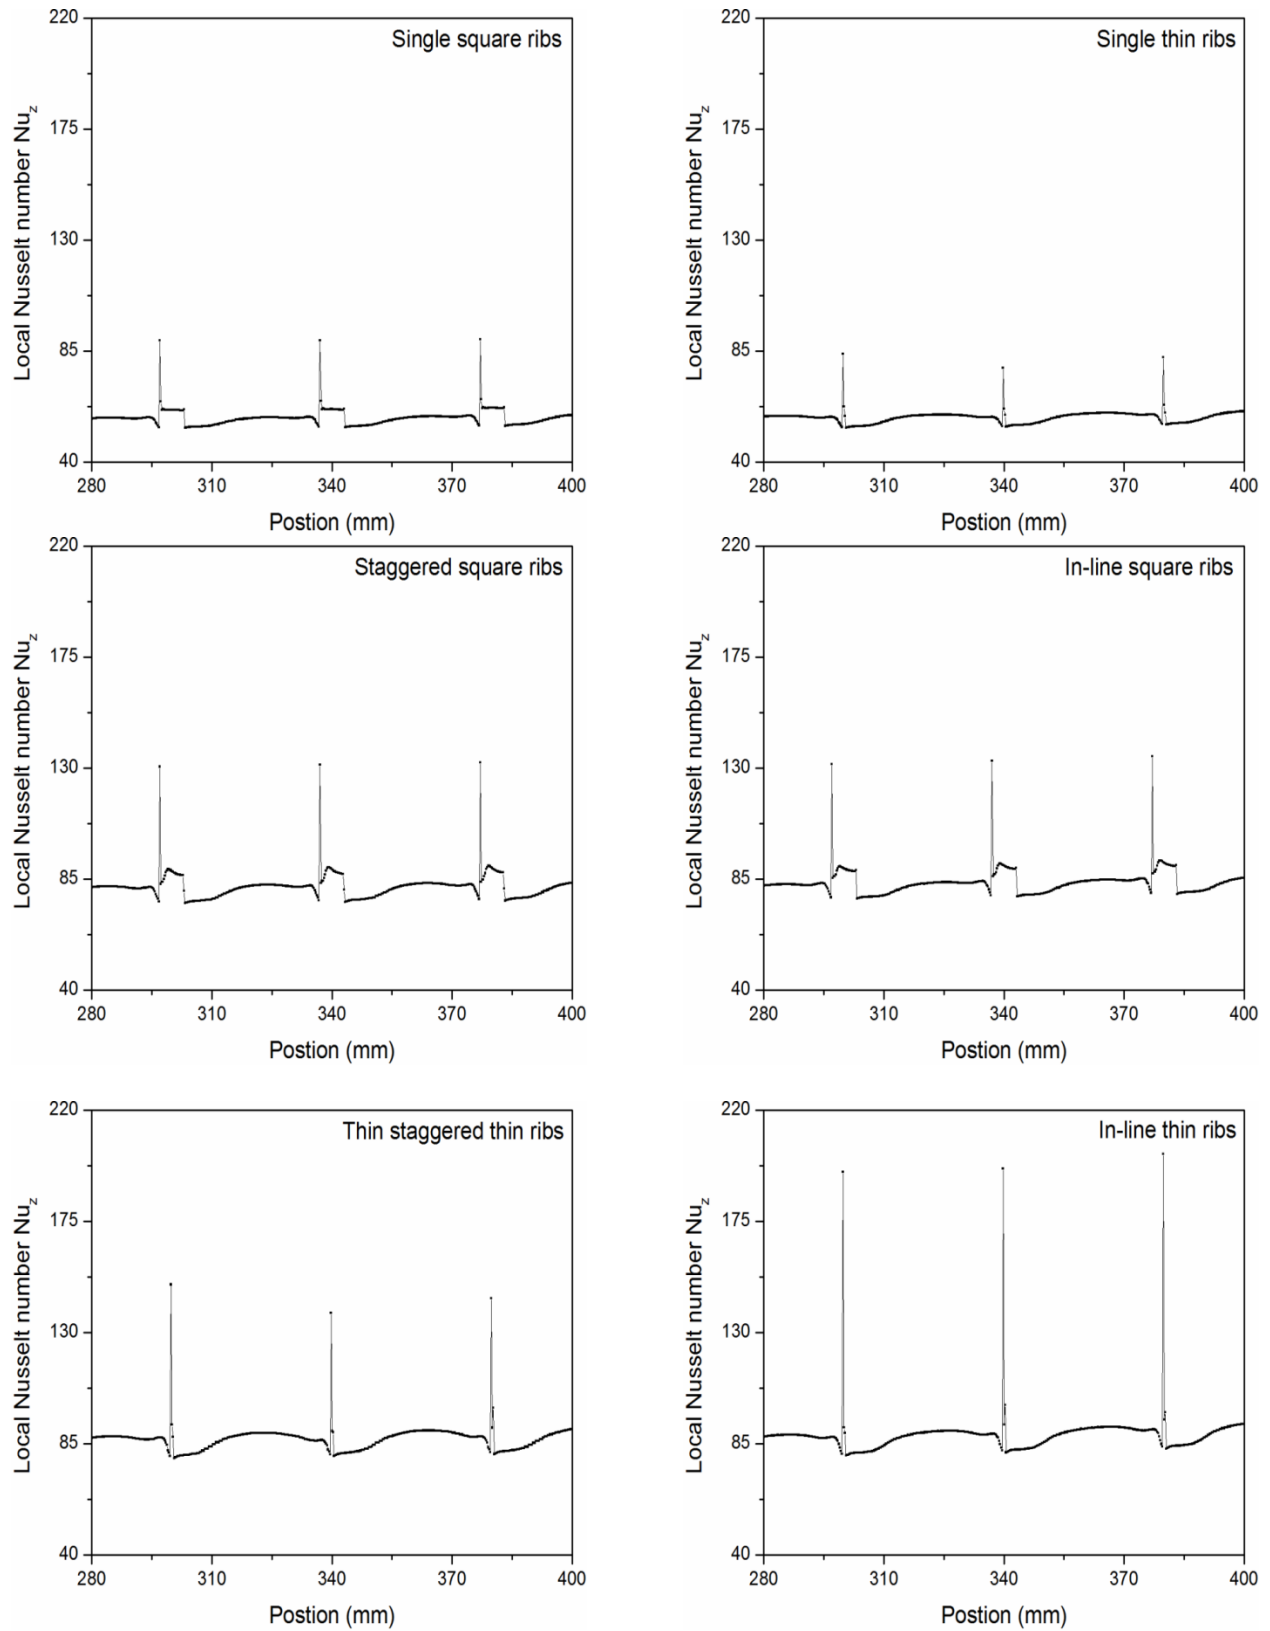 Single square ribs
Local Nusselt number Nuz
220
175
130
85
40
280 310 340 370 400
Postion (mm)
Single thin ribs
Local Nusselt number Nuz
220
175
130
85
40
280 310 340 370 400
Postion (mm)
Staggered square ribs
Local Nusselt number Nuz
220
175
130
85
40
280 310 340 370 400
Postion (mm)
In-line square ribs
Local Nusselt number Nuz
220
175
130
85
40
280 310 340 370 400
Postion (mm)
Thin staggered thin ribs
Local Nusselt number Nuz
220
175
130
85
40
280 310 340 370 400
Postion (mm)
In-line thin ribs
Local Nusselt number Nuz
220
175
130
85
40
280 310 340 370 400
Postion (mm)